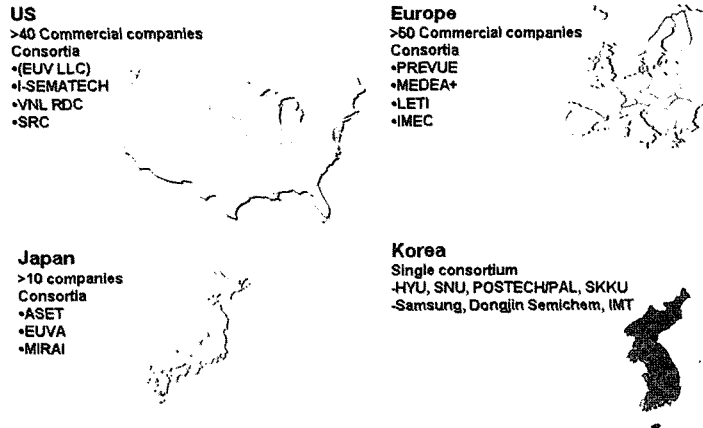 US
>40 Commercial companies
Consortia
•(EUV LLC)
•I-SEMATECH
•VNL RDC
•SRC
Europe
>50 Commercial companies
Consortia
•PREVUE
•MEDEA+
•LETI
•IMEC
Japan
>10 companies
Consortia
•ASET
•EUVA
•MIRAI
Korea
Single consortium
-HYU, SNU, POSTECH/PAL, SKKU
-Samsung, Dongjin Semichem, IMT